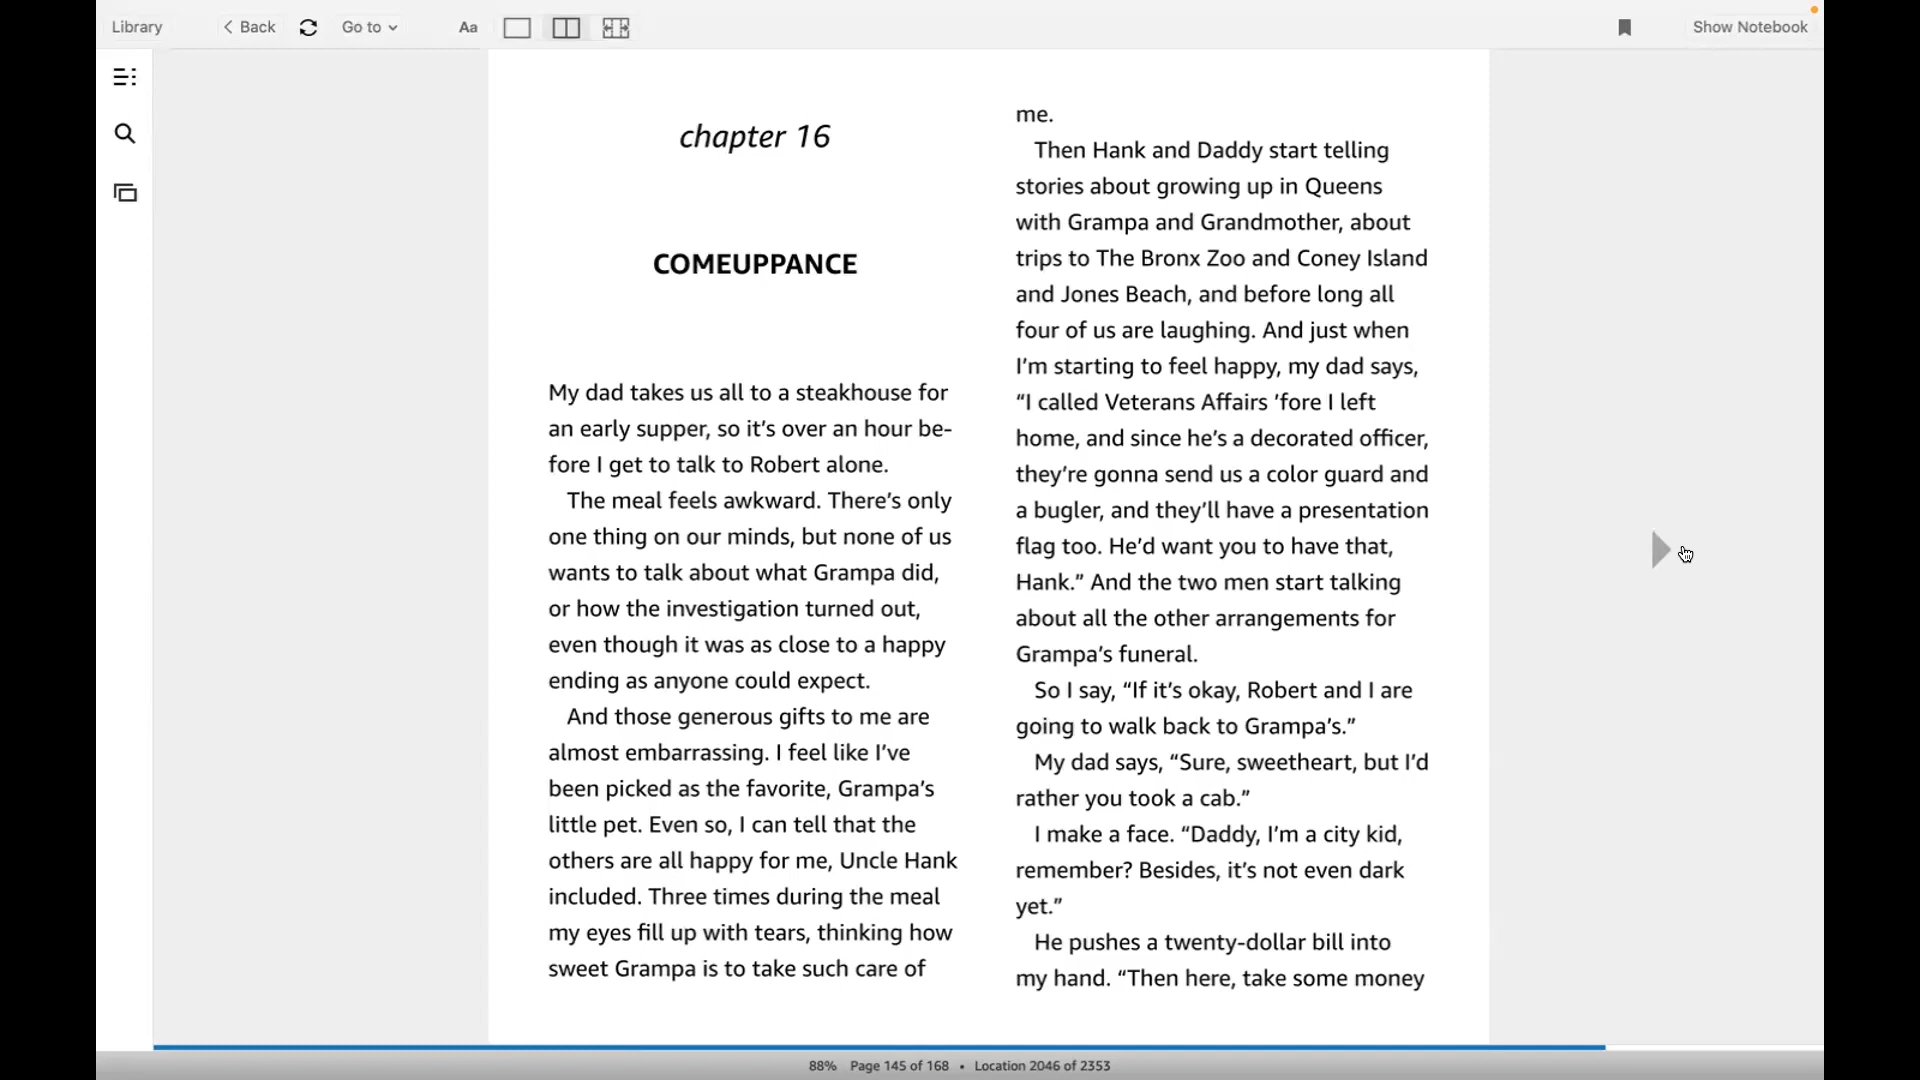 Library
Back
Go to
Aa
Show Notebook
chapter 16
COMEUPPANCE
My dad takes us all to a steakhouse for
an early supper, so it's over an hour be-
fore I get to talk to Robert alone.
The meal feels awkward. There's only
one thing on our minds, but none of us
wants to talk about what Grampa did,
or how the investigation turned out,
even though it was as close to a happy
ending as anyone could expect.
And those generous gifts to me are
almost embarrassing. I feel like I've
been picked as the favorite, Grampa's
little pet. Even so, I can tell that the
others are all happy for me, Uncle Hank
included. Three times during the meal
my eyes fill up with tears, thinking how
sweet Grampa is to take such care of
me.
Then Hank and Daddy start telling
stories about growing up in Queens
with Grampa and Grandmother, about
trips to The Bronx Zoo and Coney Island
and Jones Beach, and before long all
four of us are laughing. And just when
I'm starting to feel happy, my dad says,
“I called Veterans Affairs ’fore I left
home, and since he's a decorated officer,
they're gonna send us a color guard and
a bugler, and they'll have a presentation
flag too. He'd want you to have that,
Hank.” And the two men start talking
about all the other arrangements for
Grampa's funeral.
So I say, “If it's okay, Robert and I are
going to walk back to Grampa's.”
My dad says, “Sure, sweetheart, but I'd
rather you took a cab.”
I make a face. “Daddy, I'm a city kid,
remember? Besides, it's not even dark
yet.”
He pushes a twenty-dollar bill into
my hand. “Then here, take some money
88% Page 145 of 168 • Location 2046 of 2353